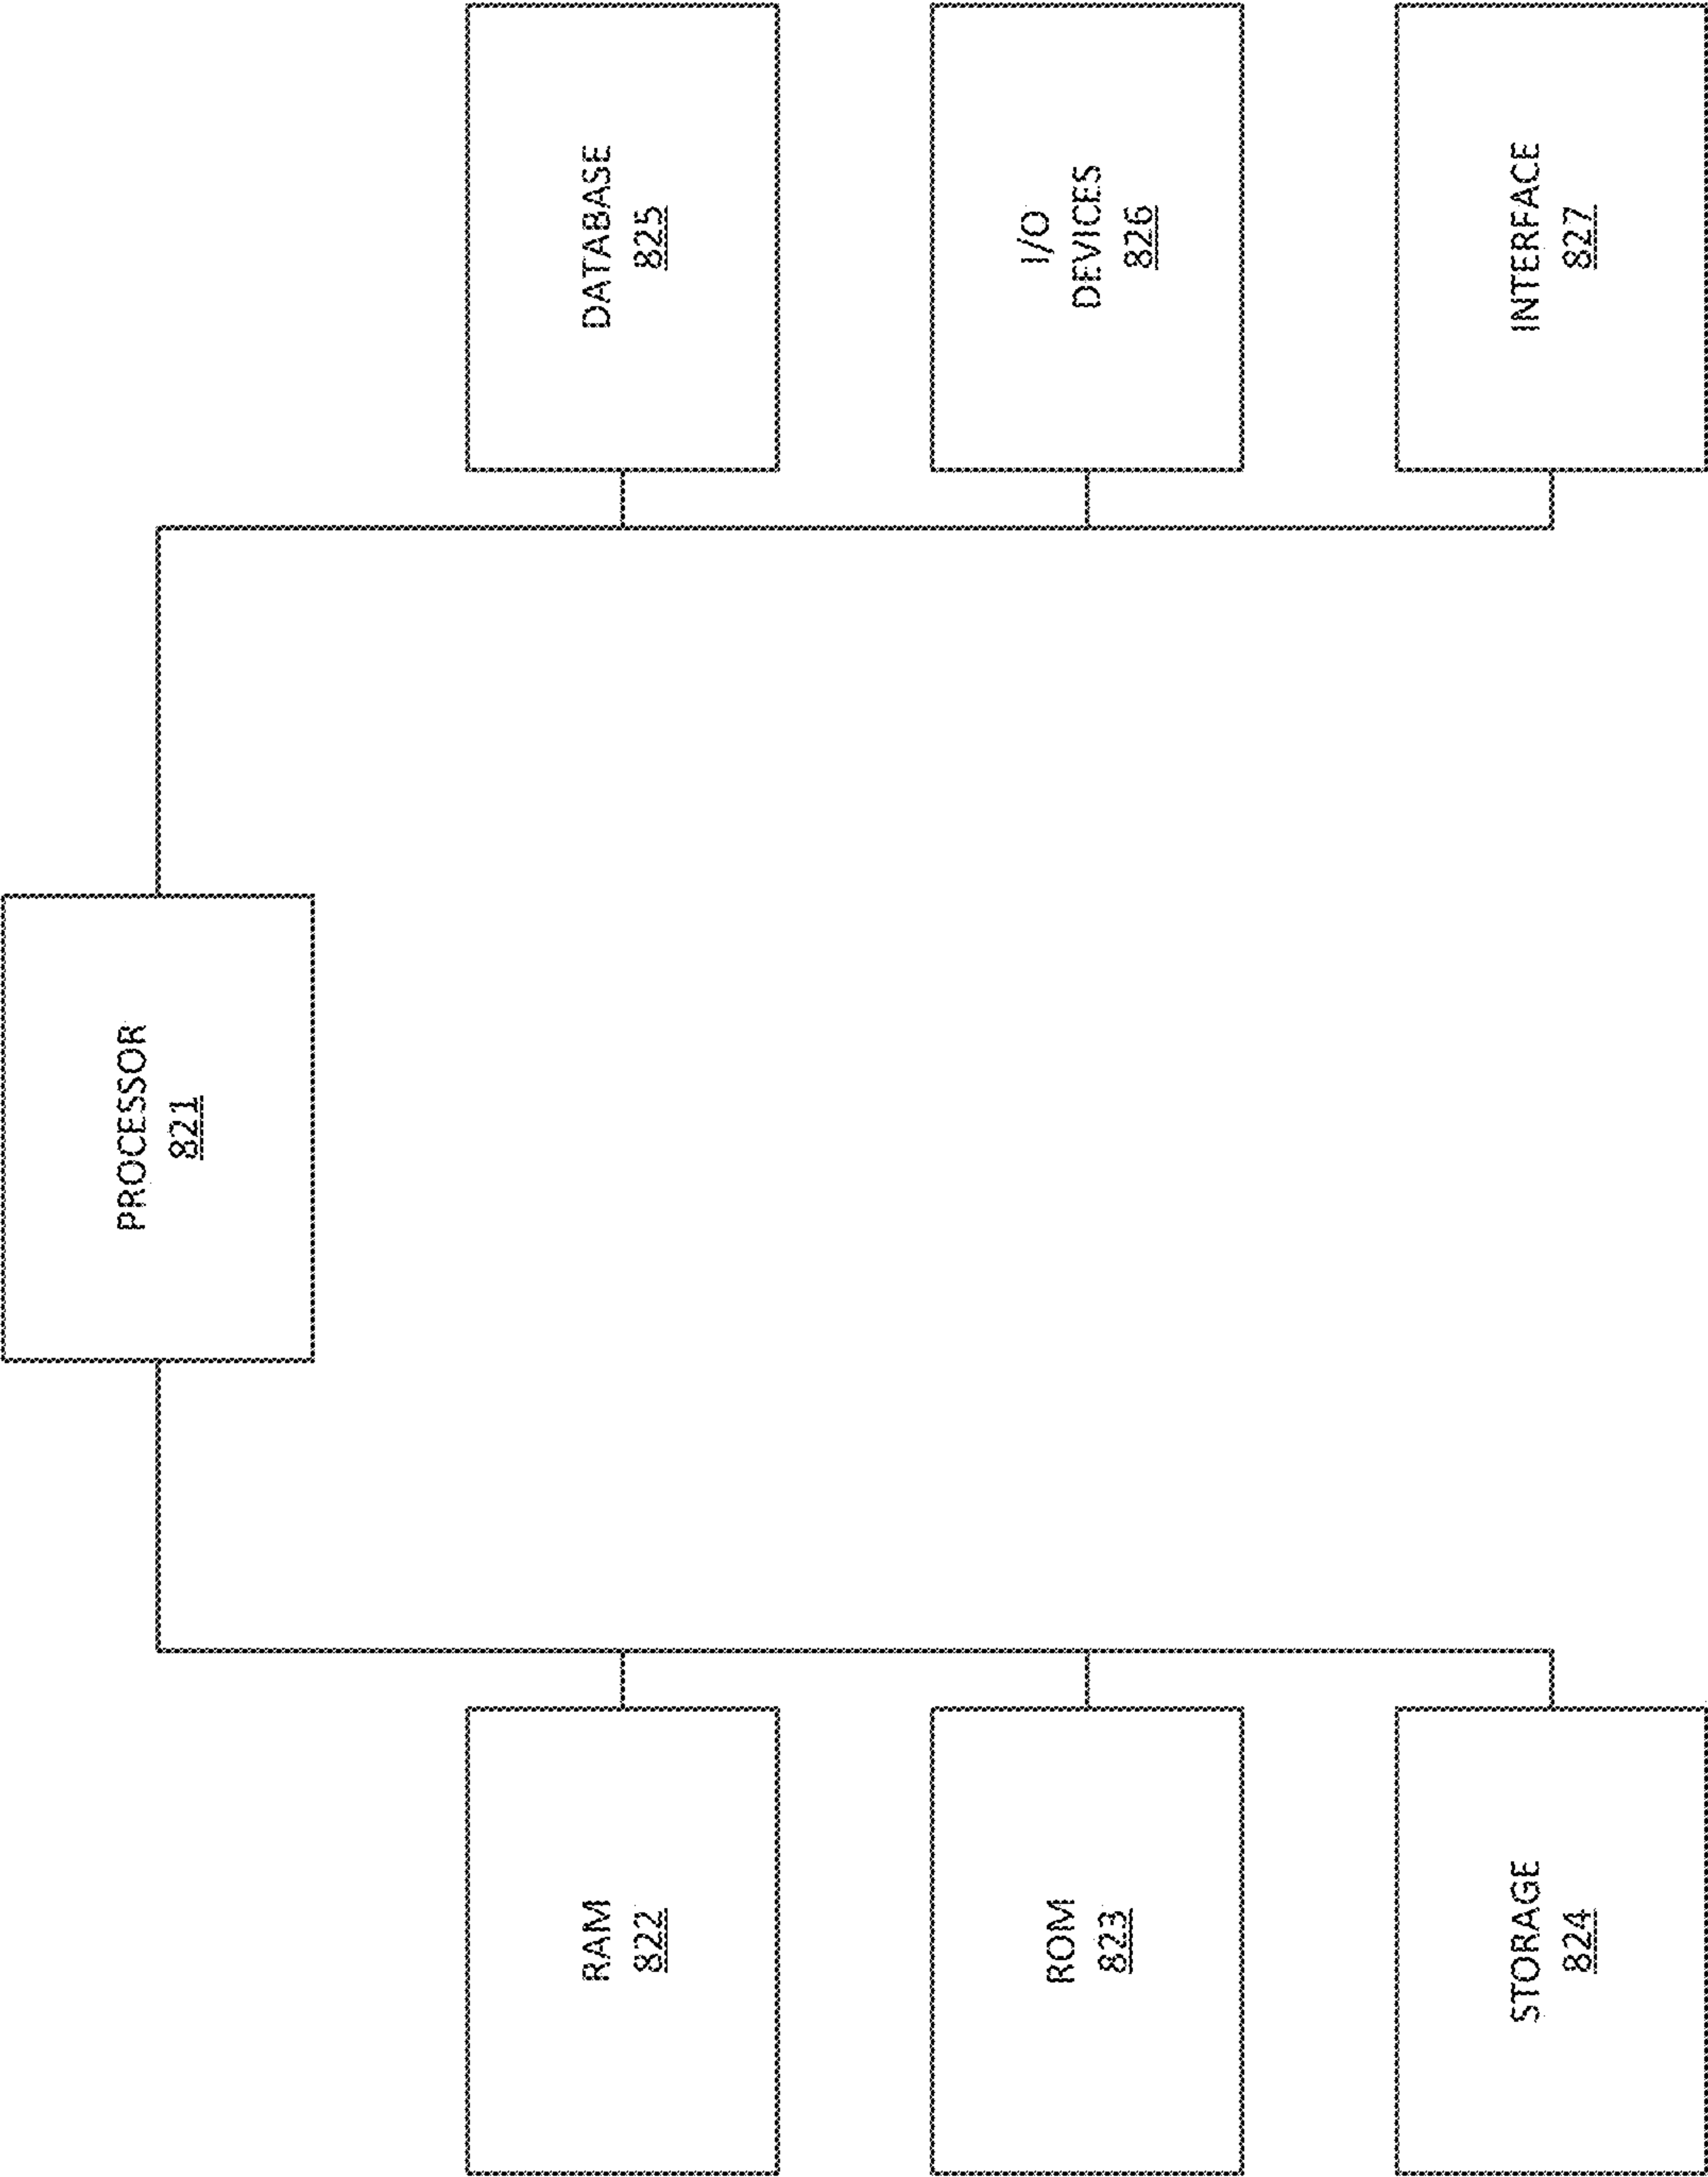 PROCESSOR
821
RAM
822
DATABASE
825
ROM
823
I/O
DEVICES
826
STORAGE
824
INTERFACE
827